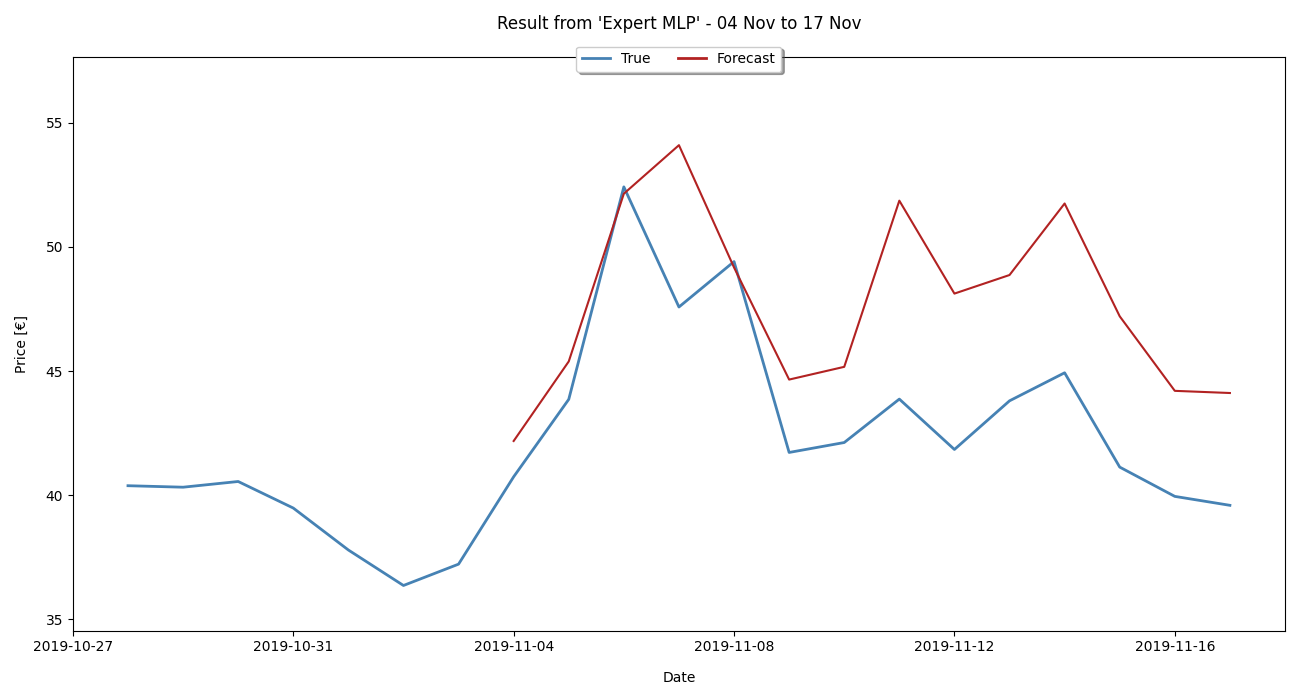 Result from 'Expert MLP' - 04 Nov to 17 Nov
True Forecast
Price [€]
55
50
45
40
35
2019-10-27 2019-10-31 2019-11-04 2019-11-08 2019-11-12 2019-11-16
Date